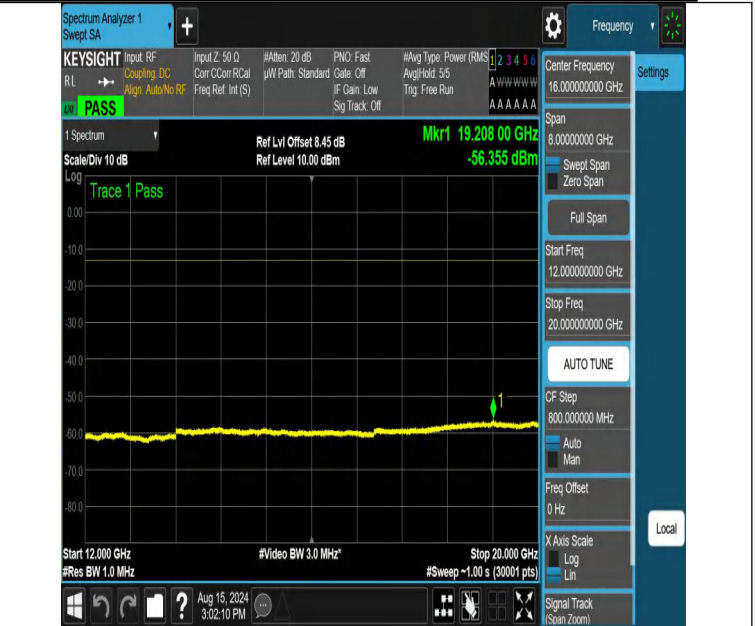 Spectrum Analyzer 1
Swept SA
+
Frequency
KEYSIGHT
RL
PASS
Input: RF
Coupling: DC
Align: Auto/No RF
Input Z: 50 Ω
Corr CCorr RCal
Freq Ref: Int (S)
#Atten: 20 dB
µW Path: Standard
PNO: Fast
Gate: Off
IF Gain: Low
Sig Track: Off
#Avg Type: Power (RMS
Avg|Hold: 5/5
Trig: Free Run
1 2 3 4 5 6
A W W W W W
A A A A A A
1 Spectrum
Scale/Div 10 dB
Ref Lvl Offset 8.45 dB
Ref Level 10.00 dBm
Mkr1 19.208 00 GHz
-56.355 dBm
Log
Trace 1 Pass
0.00
-10.0
-20.0
-30.0
-40.0
-50.0
-60.0
-70.0
-80.0
1
Start 12.000 GHz
#Res BW 1.0 MHz
#Video BW 3.0 MHz*
Stop 20.000 GHz
#Sweep ~1.00 s (30001 pts)
Center Frequency
16.000000000 GHz
Span
8.00000000 GHz
Swept Span
Zero Span
Full Span
Start Freq
12.000000000 GHz
Stop Freq
20.000000000 GHz
AUTO TUNE
CF Step
800.000000 MHz
Auto
Man
Freq Offset
0 Hz
X Axis Scale
Log
Lin
Signal Track
(Span Zoom)
Settings
Local
?
Aug 15, 2024
3:02:10 PM